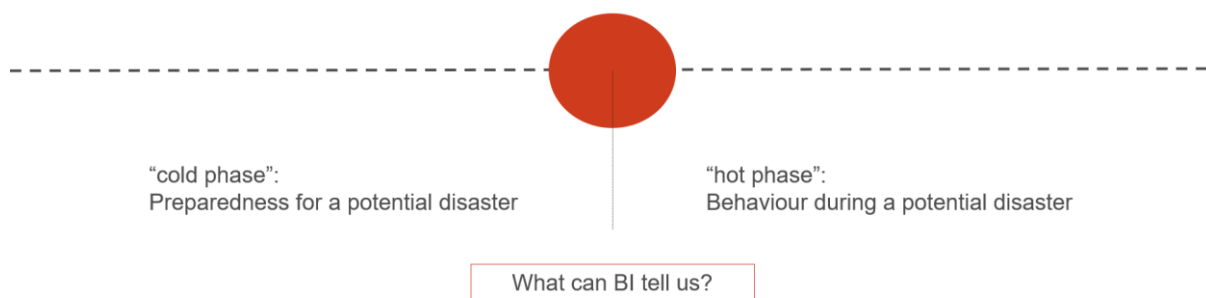 “cold phase”:
Preparedness for a potential disaster
“hot phase”:
Behaviour during a potential disaster
What can BI tell us?